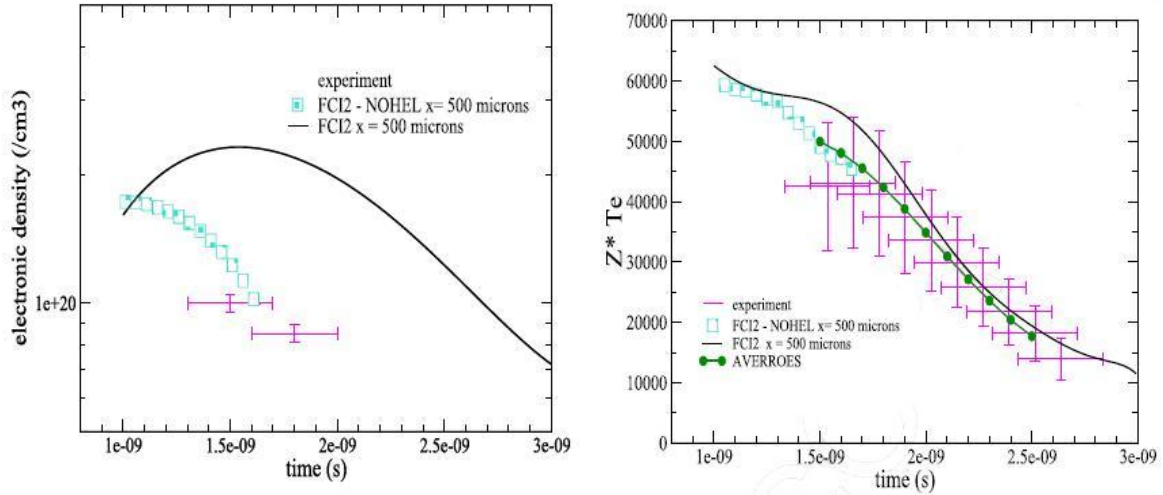 electronic density (/cm3)
experiment
FCI2 - NOHEL x= 500 microns
FCI2 x = 500 microns
1e+20
1e-09
1.5e-09
2e-09
2.5e-09
3e-09
time (s)
Z* Te
70000
60000
50000
40000
30000
20000
10000
0
experiment
FCI2 - NOHEL x= 500 microns
FCI2 x = 500 microns
AVERROES
1e-09
1.5e-09
2e-09
2.5e-09
3e-09
time (s)